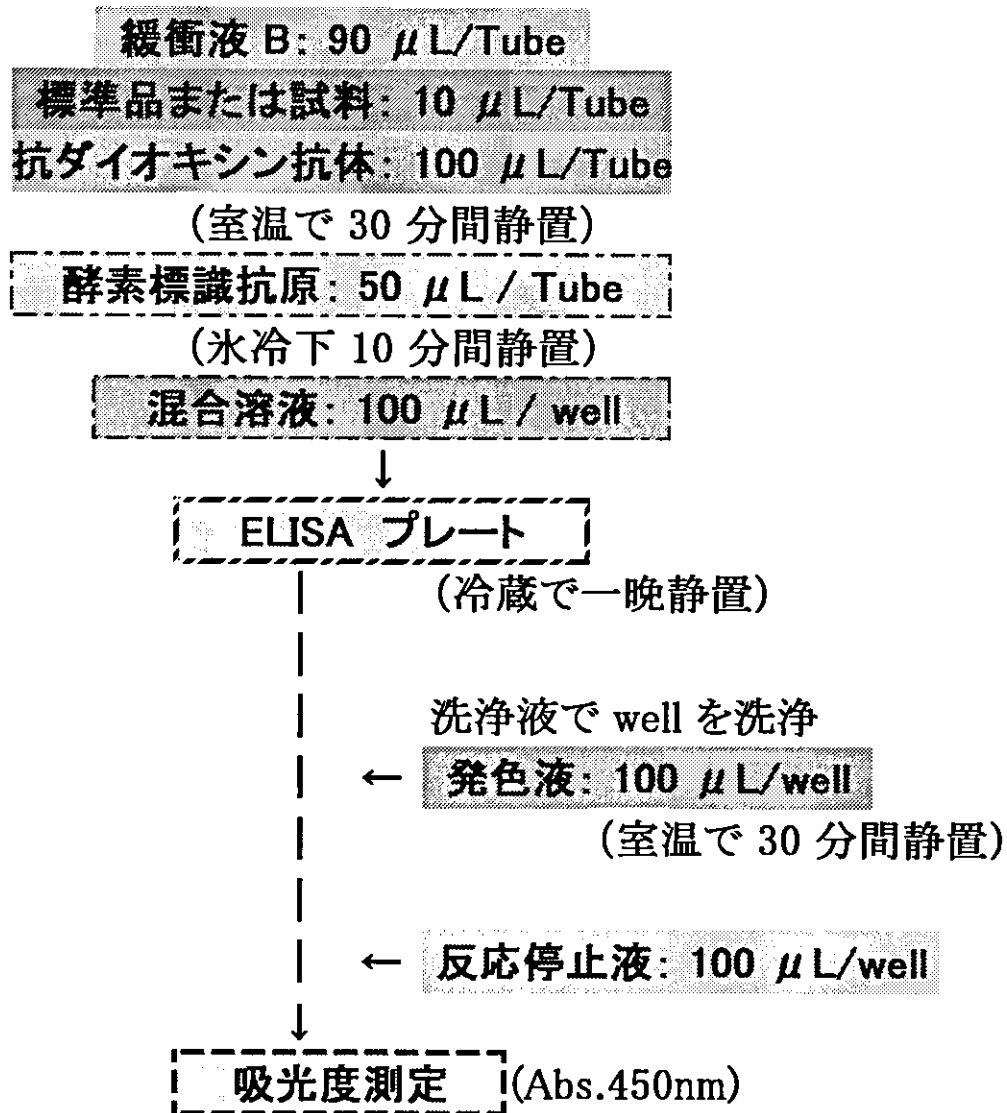 緩衝液 B: 90 μL/Tube
標準品または試料: 10 μL/Tube
抗ダイオキシン抗体: 100 μL/Tube
(室温で 30 分間静置)
酵素標識抗原: 50 μL / Tube
(氷冷下 10 分間静置)
混合溶液: 100 μL / well
↓
ELISA プレート
(冷蔵で一晩静置)
洗浄液で well を洗浄
← 発色液: 100 μL/well
(室温で 30 分間静置)
← 反応停止液: 100 μL/well
吸光度測定 (Abs.450nm)